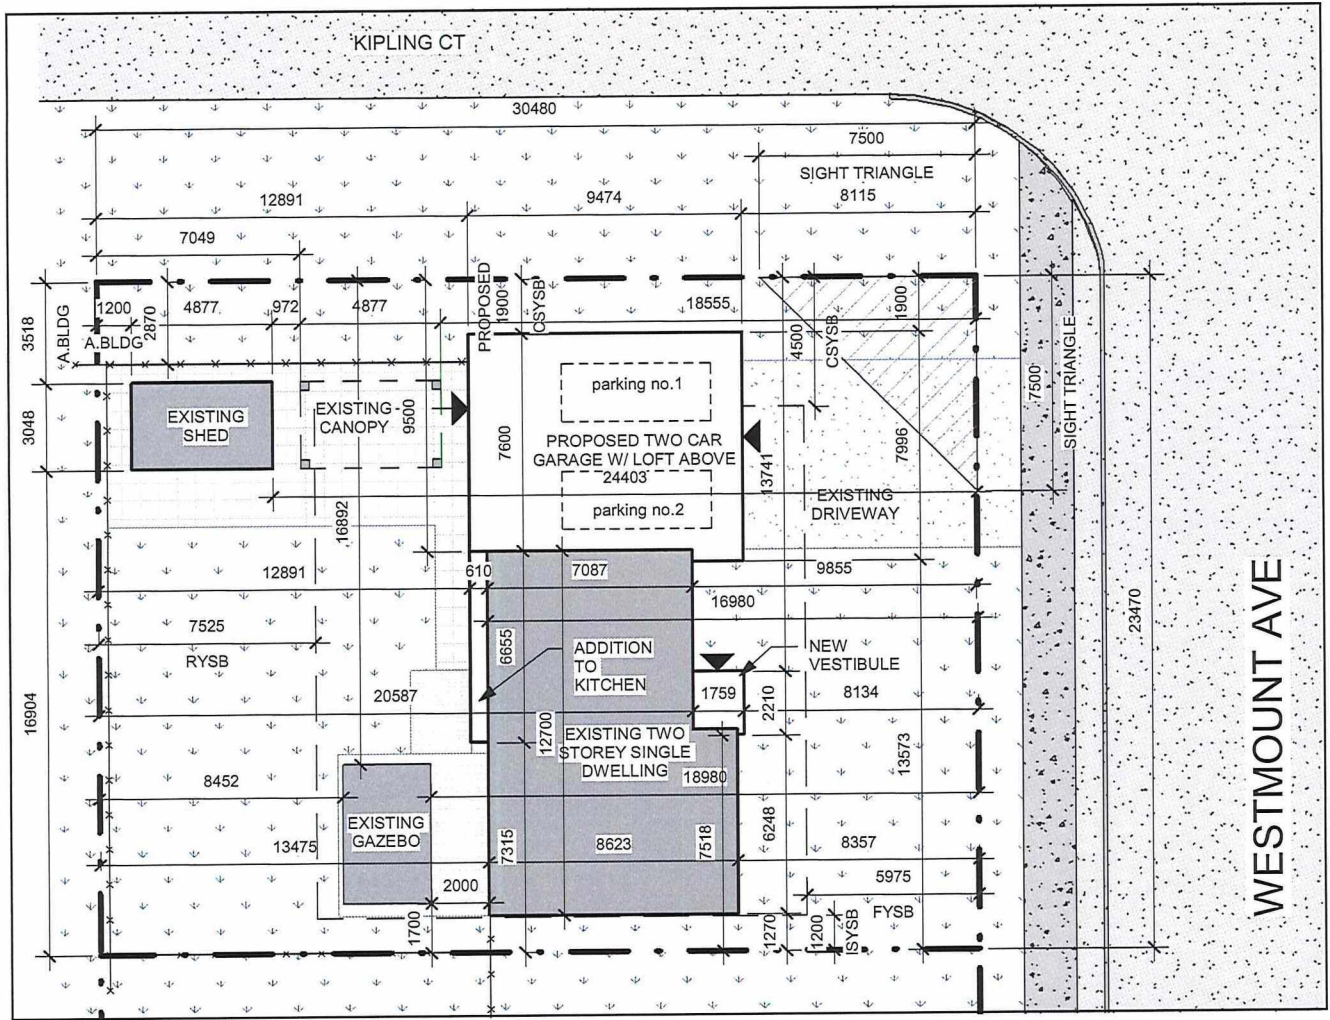 KIPLING CT
30480
7500
SIGHT TRIANGLE
12891
9474
8115
7049
PROPOSED
1900
CSYSB
3518
A.BLDG
1200
A.BLDG
2870
4877
972
4877
18555
4500
CSYSB
1900
7500
SIGHT TRIANGLE
3048
EXISTING
SHED
EXISTING
CANOPY
9500
7600
parking no.1
PROPOSED TWO CAR
GARAGE W/ LOFT ABOVE
24403
parking no.2
13741
7996
EXISTING
DRIVEWAY
16892
12891
610
7087
9855
16980
7525
RYSB
6655
ADDITION
TO
KITCHEN
NEW
VESTIBULE
23470
WESTMOUNT AVE
16904
20587
1759
2210
8134
12700
EXISTING TWO
STOREY SINGLE
DWELLING
18980
13573
8452
EXISTING
GAZEBO
13475
7315
8623
7518
6248
8357
2000
5975
1700
1270
1200
ISYSB
FYSB